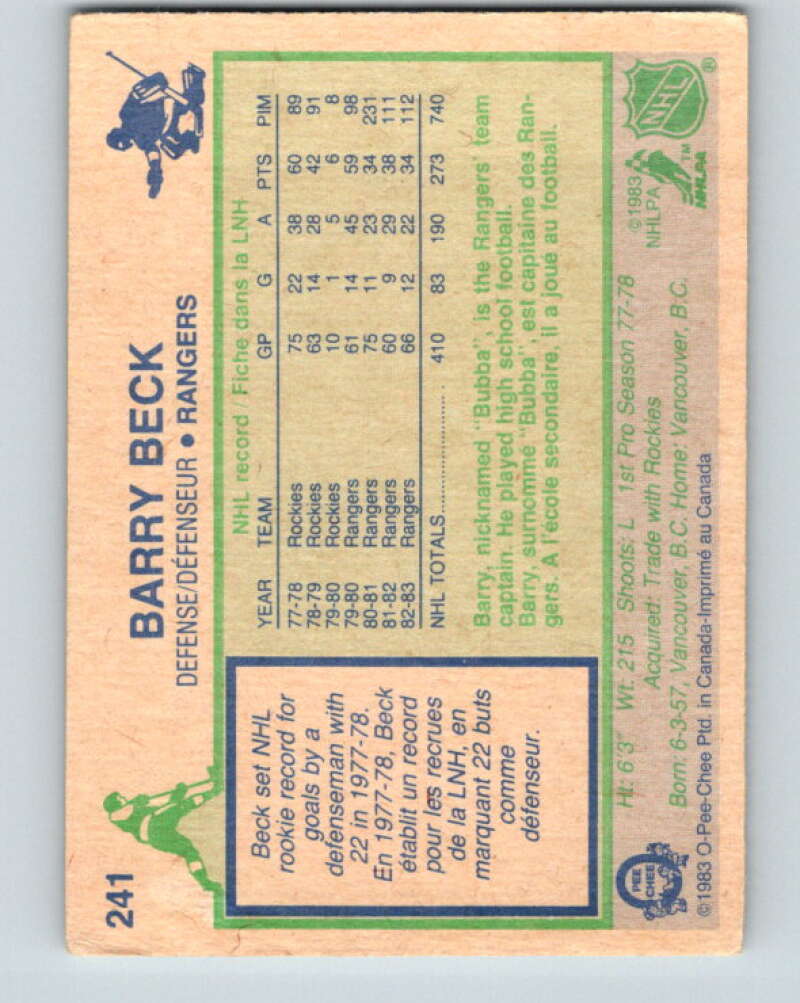 241
BARRY BECK
DEFENSE/DÉFENSEUR • RANGERS
Beck set NHL
rookie record for
goals by a
defenseman with
22 in 1977-78.
En 1977-78, Beck
établit un record
pour les recrues
de la LNH, en
marquant 22 buts
comme
défenseur.
NHL record / Fiche dans la LNH
YEAR TEAM GP G A PTS PIM
77-78 Rockies 75 22 38 60 89
78-79 Rockies 63 14 28 42 91
79-80 Rockies 10 1 5 6 8
79-80 Rangers 61 14 45 59 98
80-81 Rangers 75 11 23 34 231
81-82 Rangers 60 9 29 38 111
82-83 Rangers 66 12 22 34 112
NHL TOTALS.................... 410 83 190 273 740
Barry, nicknamed "Bubba", is the Rangers' team
captain. He played high school football.
Barry, surnommé "Bubba", est capitaine des Ran-
gers. A l'école secondaire, il a joué au football.
Ht: 6'3" Wt: 215 Shoots: L 1st Pro Season 77-78
Acquired: Trade with Rockies
Born: 6-3-57, Vancouver, B.C. Home: Vancouver, B.C.
©1983 O-Pee-Chee Ptd. in Canada-Imprimé au Canada
O PEE CHEE
©1983
NHLPA
NHLPA TM
NHL ®